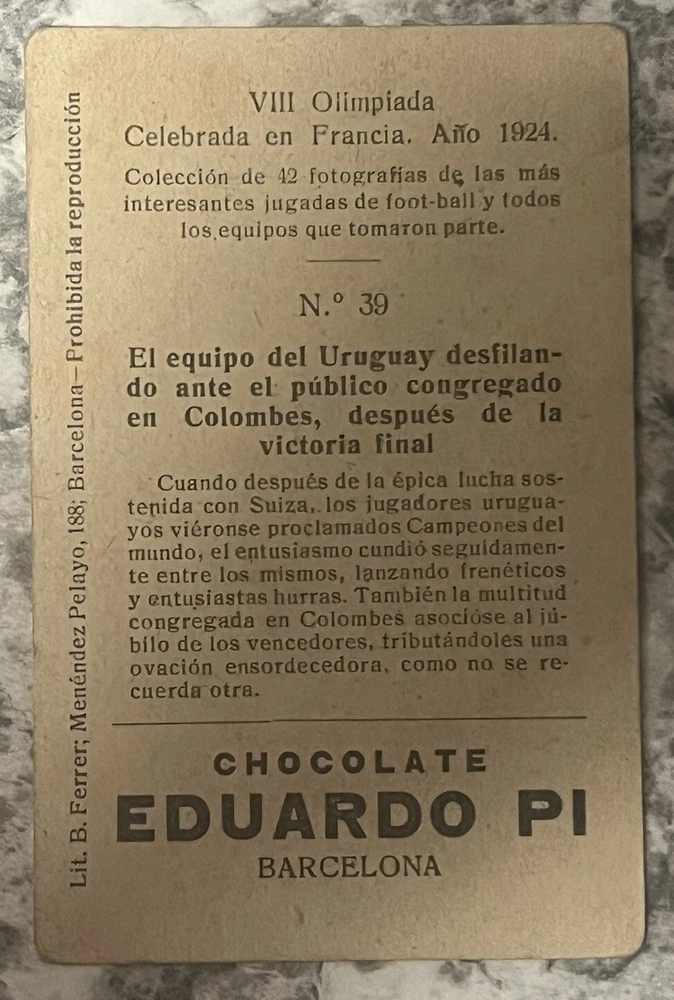 VIII Olimpiada
Celebrada en Francia. Año 1924.
Colección de 42 fotografías de las más
interesantes jugadas de foot-ball y todos
los equipos que tomaron parte.
N.º 39
El equipo del Uruguay desfilan-
do ante el público congregado
en Colombes, después de la
victoria final
Cuando después de la épica lucha sos-
tenida con Suiza, los jugadores urugua-
yos viéronse proclamados Campeones del
mundo, el entusiasmo cundió seguidamen-
te entre los mismos, lanzando frenéticos
y entusiastas hurras. También la multitud
congregada en Colombes asocióse al jú-
bilo de los vencedores, tributándoles una
ovación ensordecedora, como no se re-
cuerda otra.
CHOCOLATE
EDUARDO PI
BARCELONA
Lit. B. Ferrer; Menéndez Pelayo, 188; Barcelona—Prohibida la reproducción